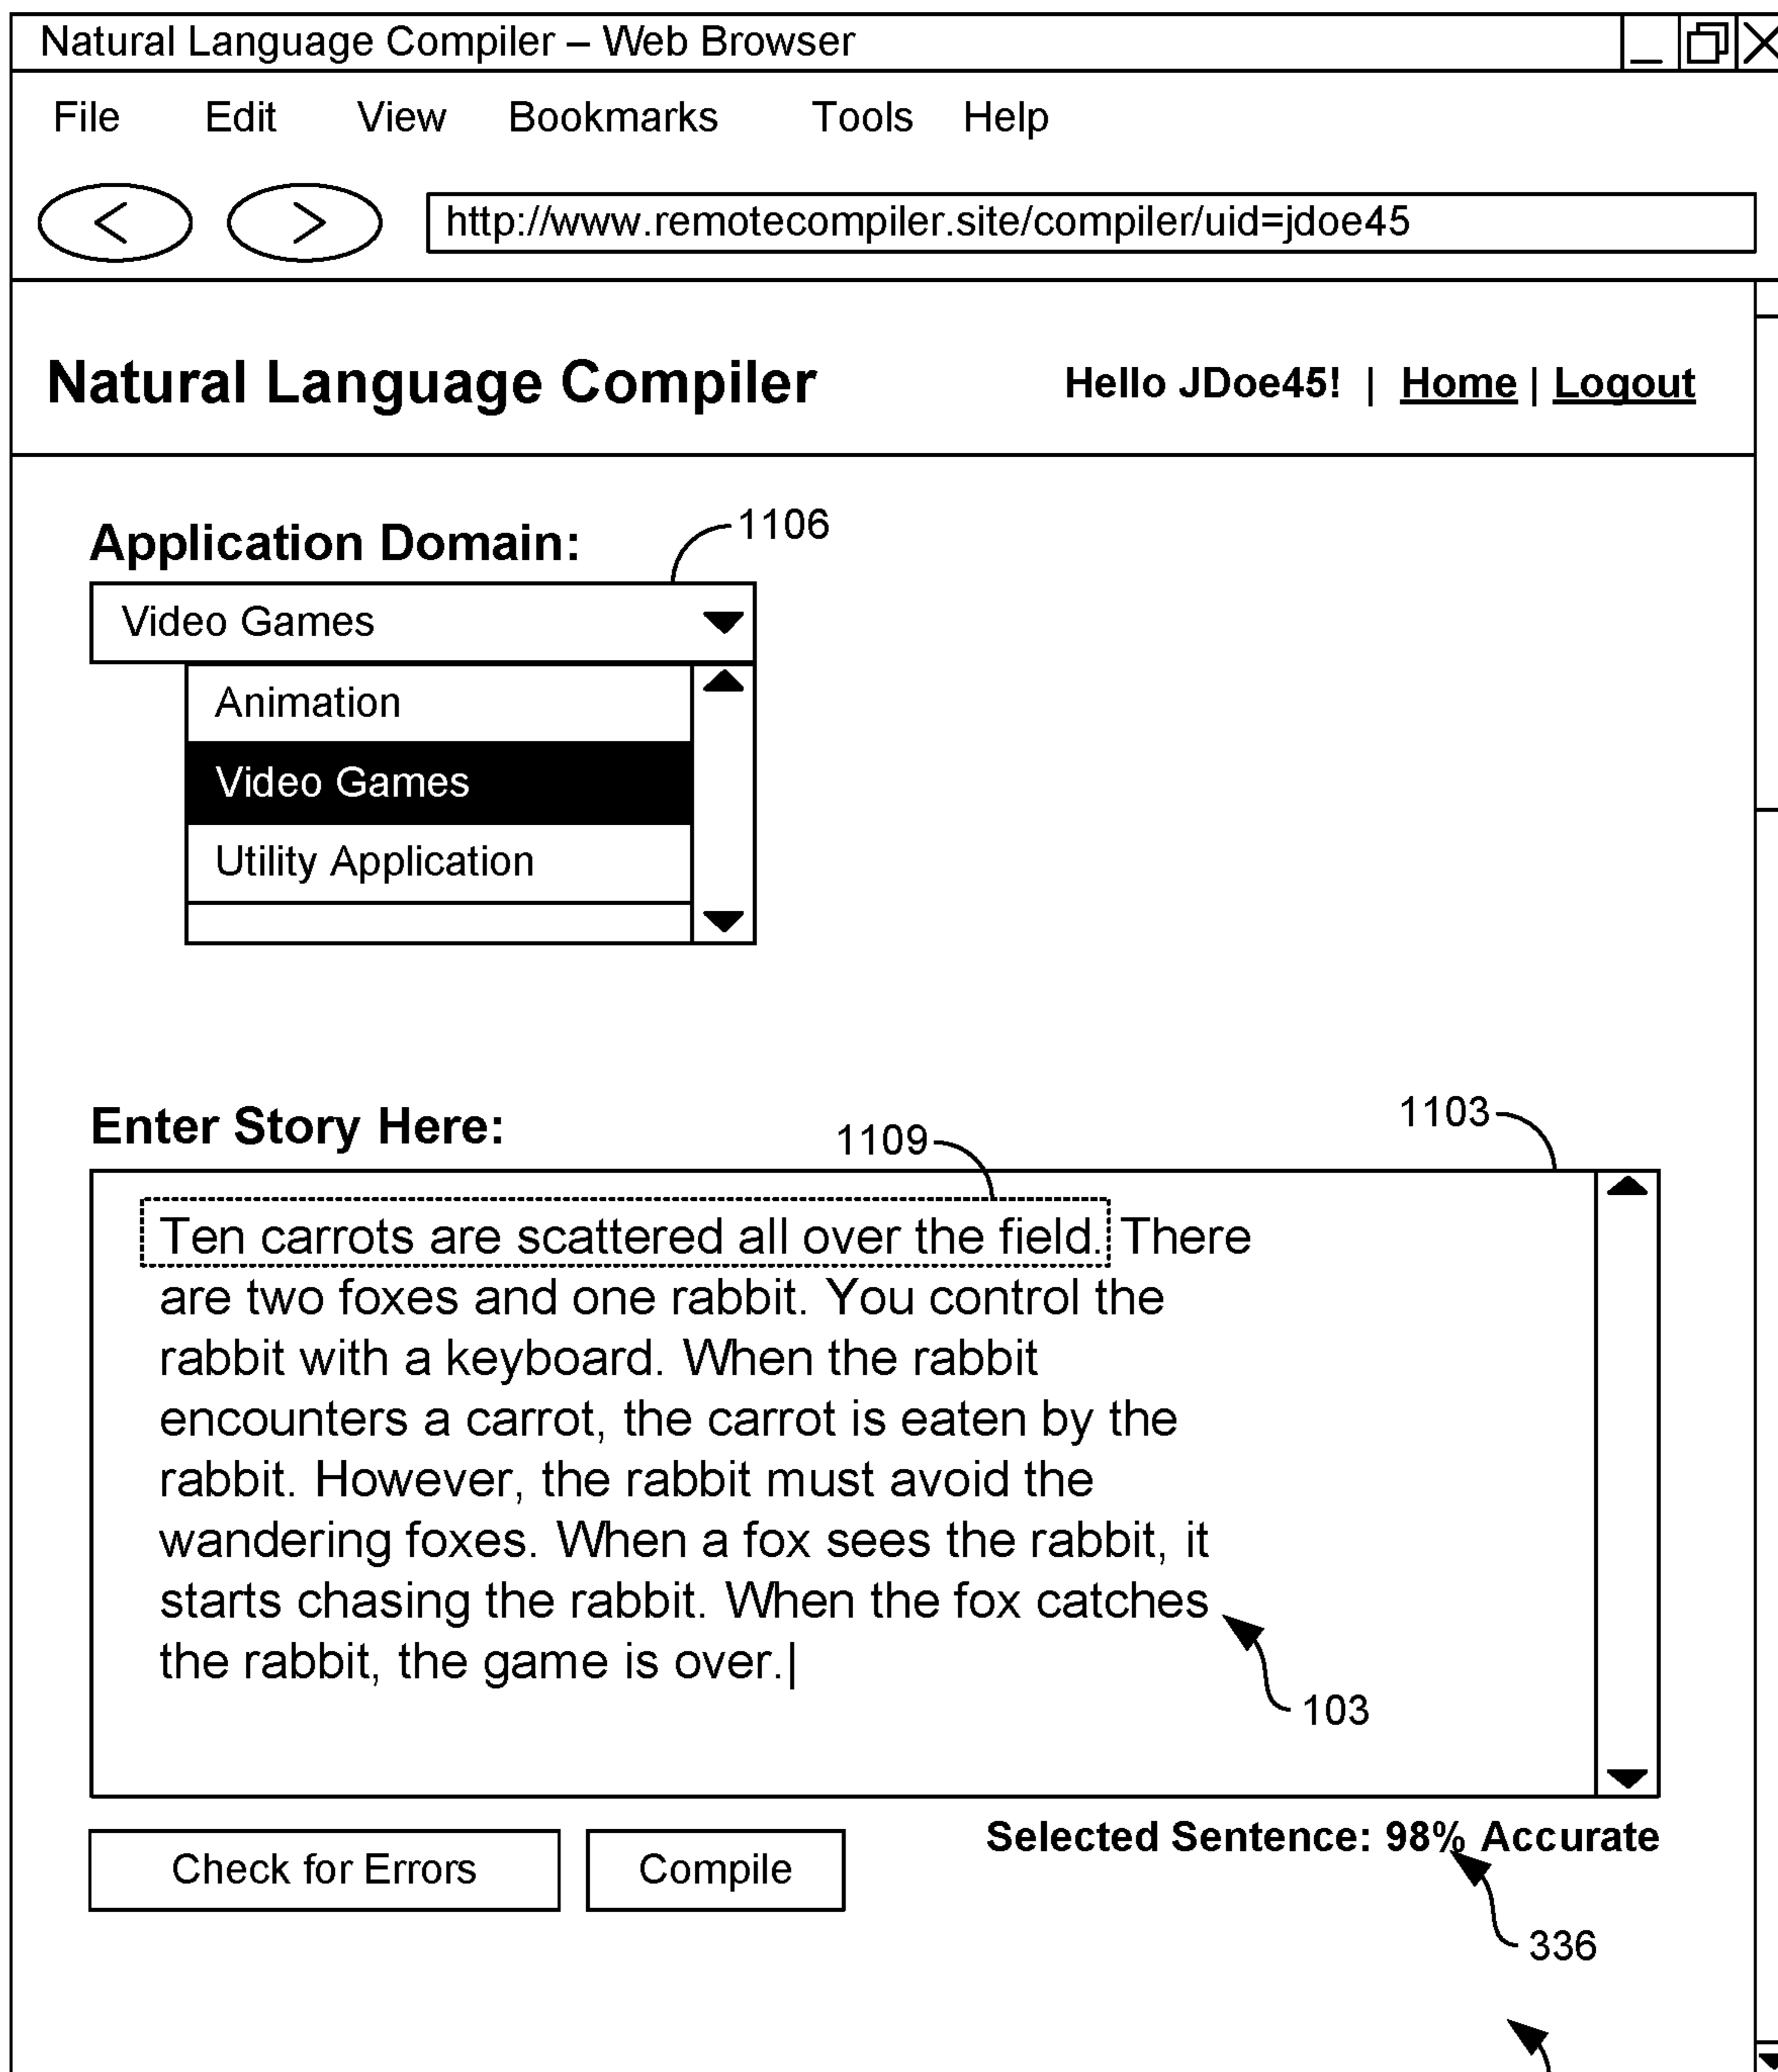 Natural Language Compiler – Web Browser
File Edit View Bookmarks Tools Help
< > http://www.remotecompiler.site/compiler/uid=jdoe45
Natural Language Compiler Hello JDoe45! | Home | Logout
1106
Application Domain:
Video Games
Animation
Video Games
Utility Application
1103
Enter Story Here:
1109
Ten carrots are scattered all over the field. There
are two foxes and one rabbit. You control the
rabbit with a keyboard. When the rabbit
encounters a carrot, the carrot is eaten by the
rabbit. However, the rabbit must avoid the
wandering foxes. When a fox sees the rabbit, it
starts chasing the rabbit. When the fox catches
the rabbit, the game is over.|
103
Selected Sentence: 98% Accurate
Check for Errors Compile
336